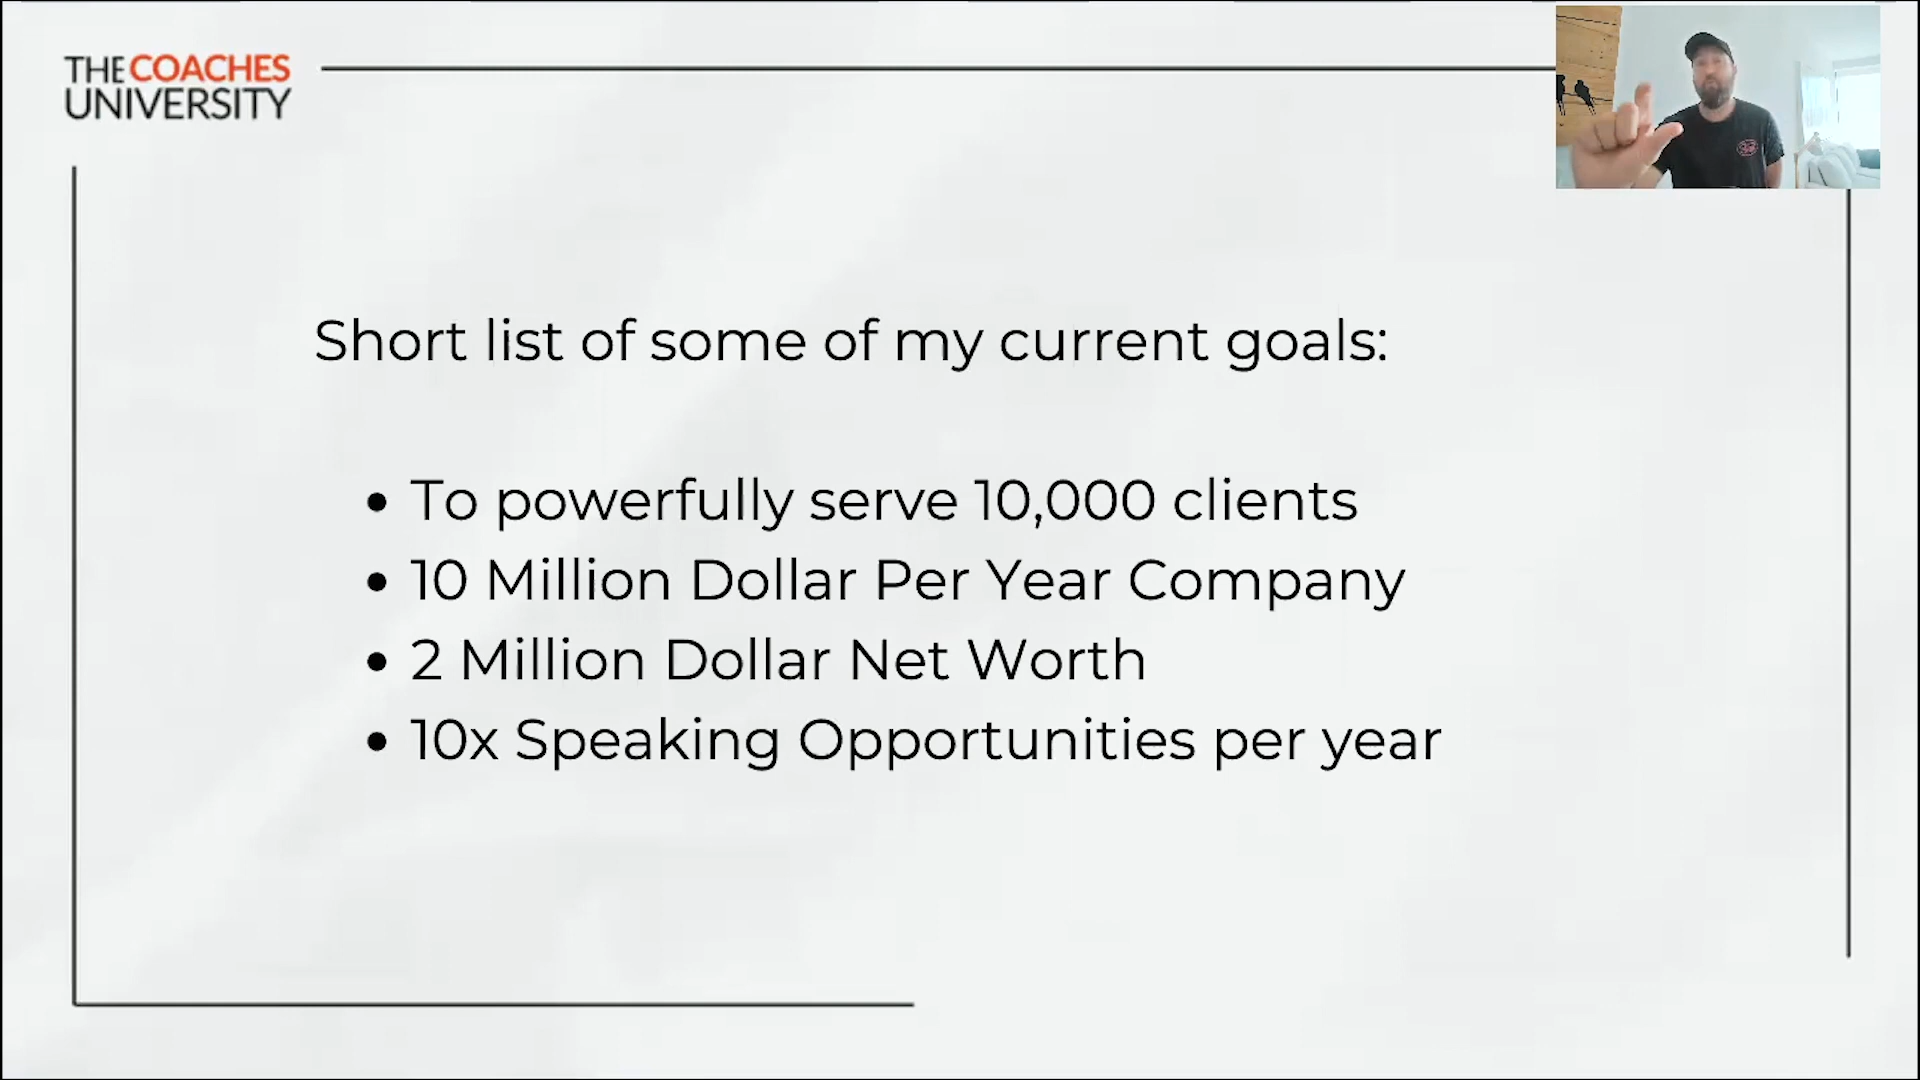 THE COACHES
UNIVERSITY
Short list of some of my current goals:
• To powerfully serve 10,000 clients
• 10 Million Dollar Per Year Company
• 2 Million Dollar Net Worth
• 10x Speaking Opportunities per year